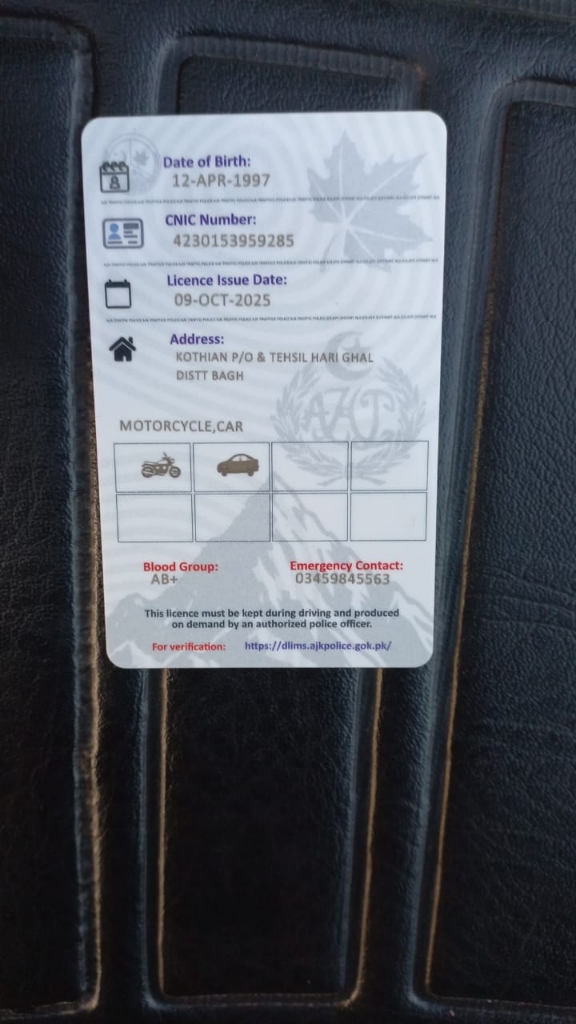 Date of Birth:
12-APR-1997
CNIC Number:
4230153959285
Licence Issue Date:
09-OCT-2025
Address:
KOTHIAN P/O & TEHSIL HARI GHAL
DISTT BAGH
MOTORCYCLE,CAR
Blood Group:
AB+
Emergency Contact:
03459845563
This licence must be kept during driving and produced
on demand by an authorized police officer.
For verification: https://dlims.ajkpolice.gok.pk/